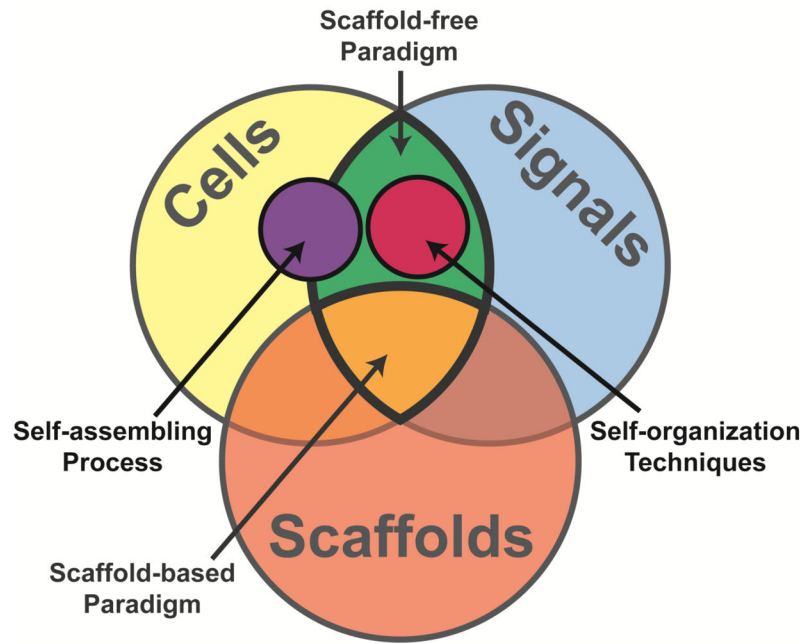 Scaffold-free
Paradigm
Cells
Signals
Self-assembling
Process
Self-organization
Techniques
Scaffolds
Scaffold-based
Paradigm